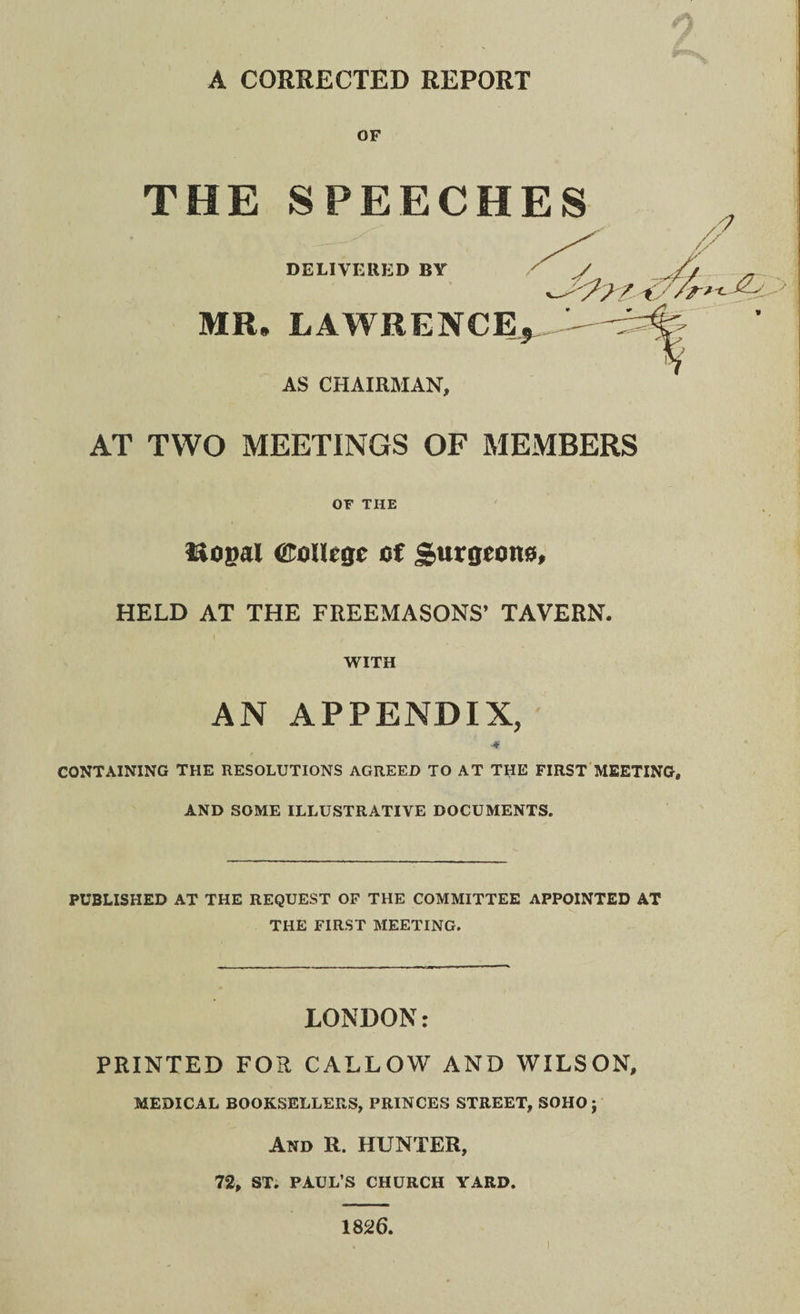 2
A CORRECTED REPORT
OF
THE SPEECHES
DELIVERED BY
MR. LAWRENCE,
AS CHAIRMAN,
AT TWO MEETINGS OF MEMBERS
OF THE
Royal College of Surgeons,
HELD AT THE FREEMASONS' TAVERN.
WITH
AN APPENDIX,
CONTAINING THE RESOLUTIONS AGREED TO AT THE FIRST MEETING,
AND SOME ILLUSTRATIVE DOCUMENTS.
PUBLISHED AT THE REQUEST OF THE COMMITTEE APPOINTED AT
THE FIRST MEETING.
LONDON:
PRINTED FOR CALLOW AND WILSON,
MEDICAL BOOKSELLERS, PRINCES STREET, SOHO;
AND R. HUNTER,
72, ST. PAUL'S CHURCH YARD.
1826.